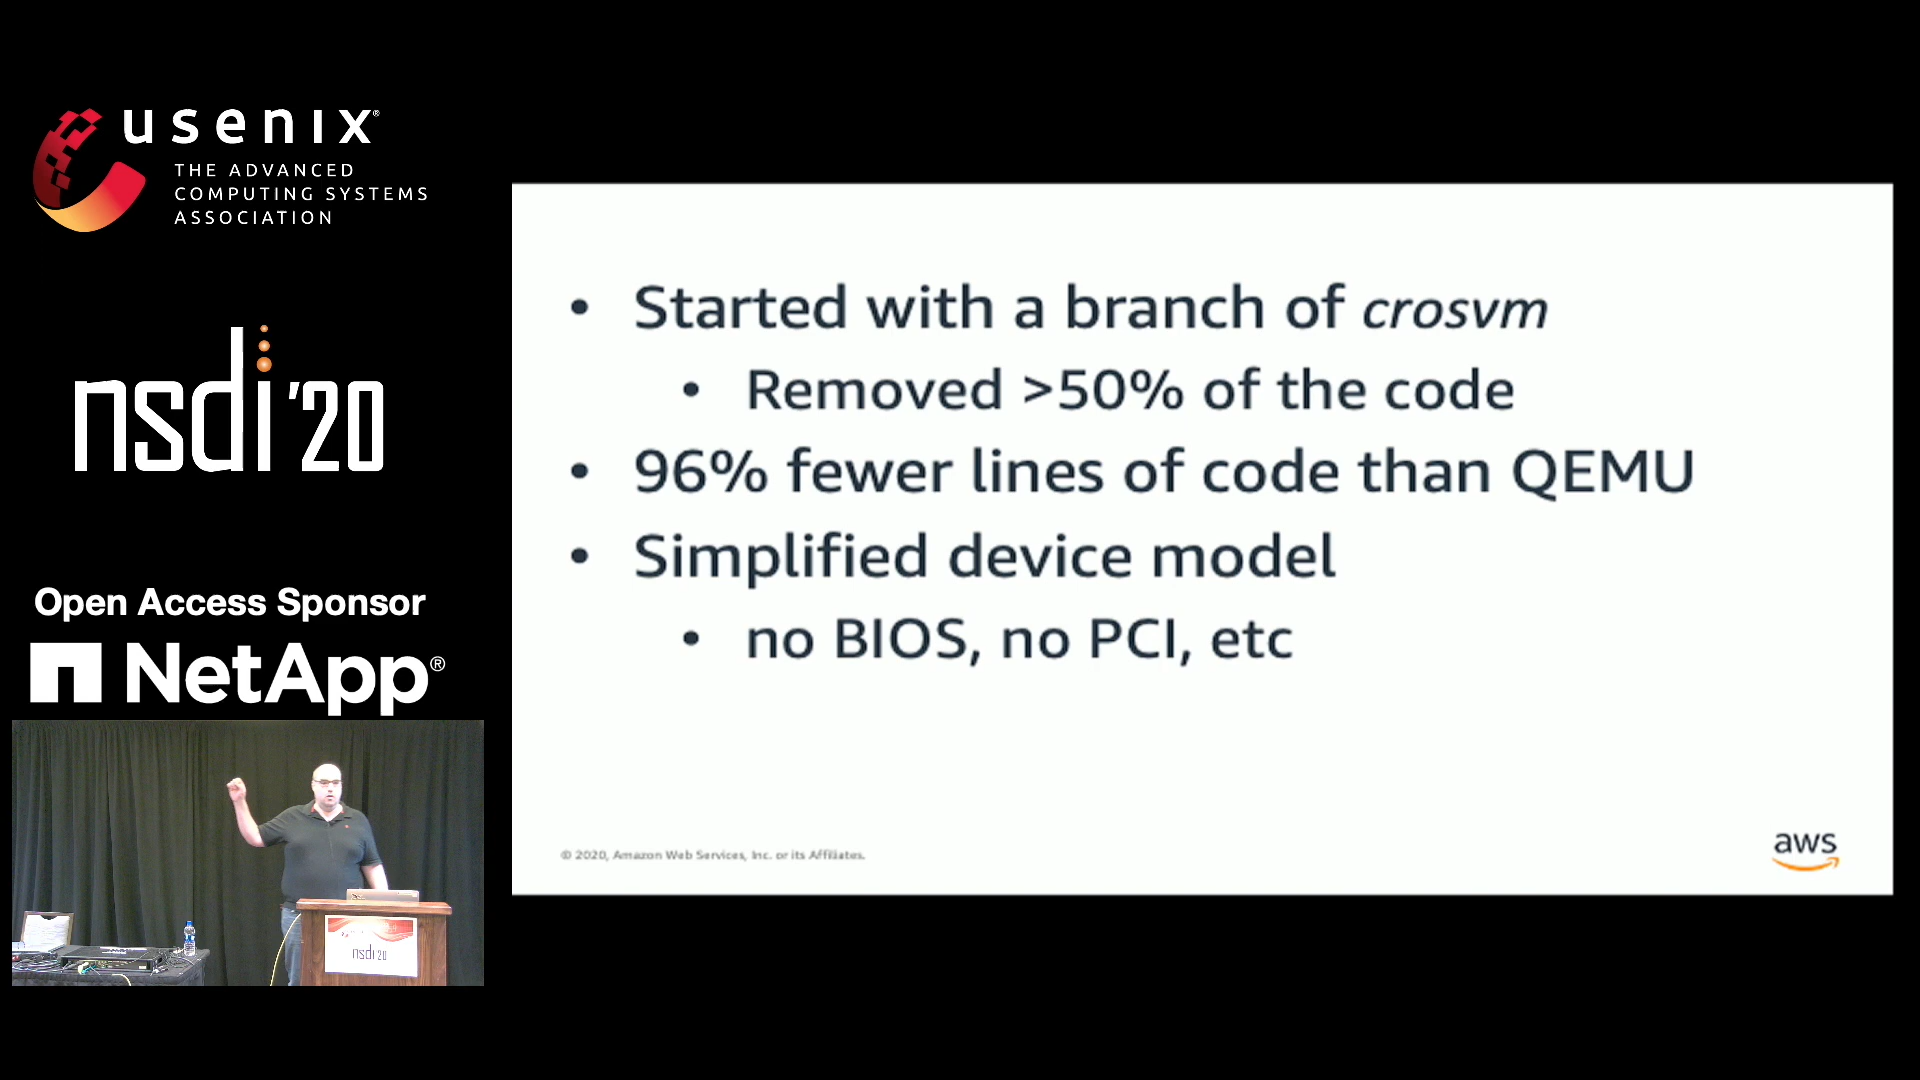 usenix®
THE ADVANCED
COMPUTING SYSTEMS
ASSOCIATION
nsdi '20
Open Access Sponsor
NetApp®
• Started with a branch of crosvm
• Removed >50% of the code
• 96% fewer lines of code than QEMU
• Simplified device model
• no BIOS, no PCI, etc
© 2020, Amazon Web Services, Inc. or its Affiliates.
aws
nsdi '20